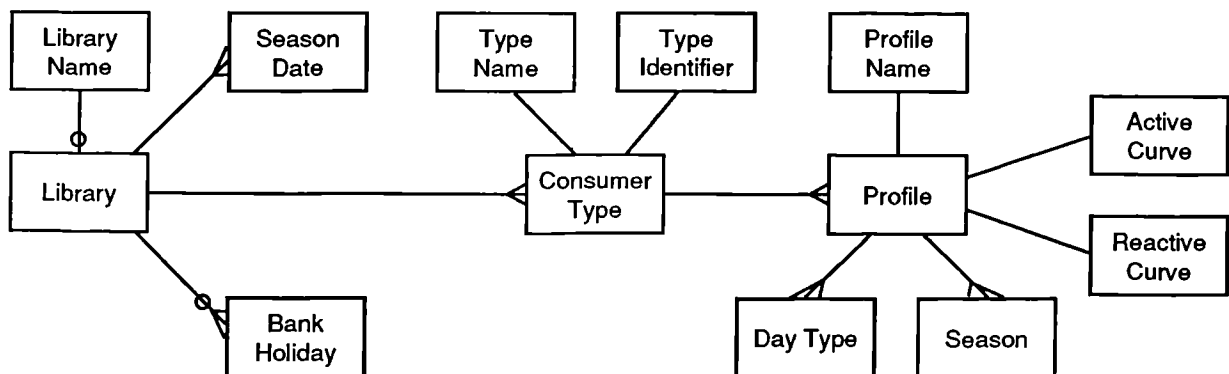 Library
Name
Season
Date
Type
Name
Type
Identifier
Profile
Name
Active
Curve
Library
Consumer
Type
Profile
Reactive
Curve
Bank
Holiday
Day Type
Season